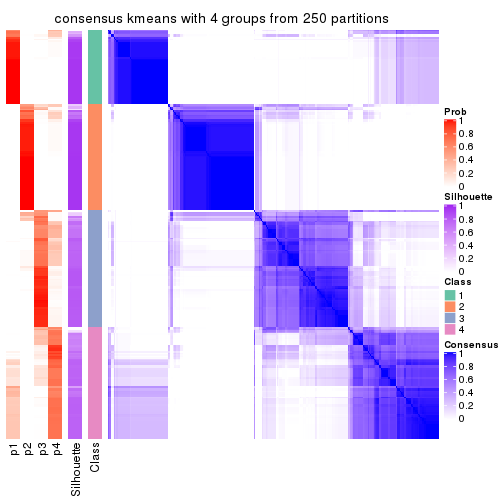 consensus kmeans with 4 groups from 250 partitions
Prob
1
0.8
0.6
0.4
0.2
0
Silhouette
1
0.8
0.6
0.4
0.2
0
Class
1
2
3
4
Consensus
1
0.8
0.6
0.4
0.2
0
p1
p2
p3
p4
Silhouette
Class